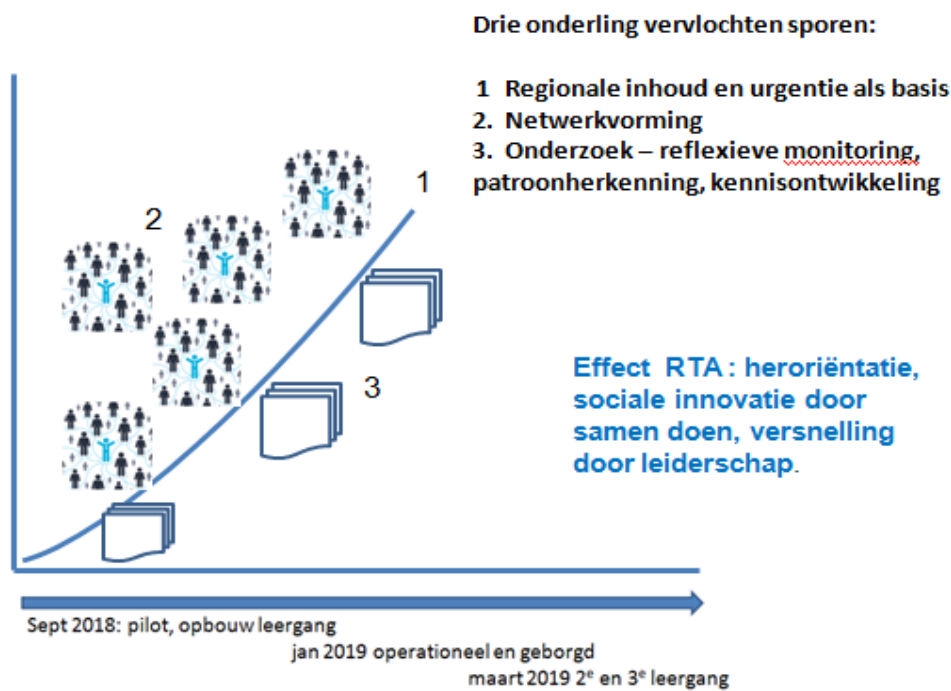 Drie onderling vervlochten sporen:
1 Regionale inhoud en urgentie als basis
2. Netwerkvorming
3. Onderzoek – reflexieve monitoring,
patroonherkenning, kennisontwikkeling
1
2
3
Effect RTA : heroriëntatie,
sociale innovatie door
samen doen, versnelling
door leiderschap.
Sept 2018: pilot, opbouw leergang
jan 2019 operationeel en geborgd
maart 2019 2e en 3e leergang